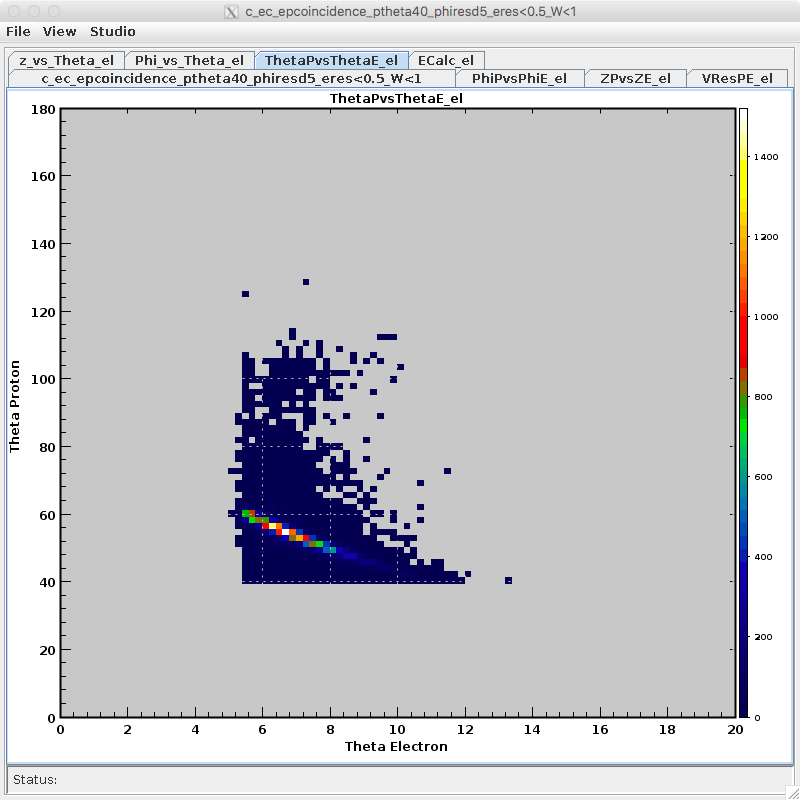 c_ec_epcoincidence_ptheta40_phiresd5_eres<0.5_W<1
File View Studio
z_vs_Theta_el Phi_vs_Theta_el ThetaPvsThetaE_el ECalc_el
c_ec_epcoincidence_ptheta40_phiresd5_eres<0.5_W<1 PhiPvsPhiE_el ZPvsZE_el VResPE_el
ThetaPvsThetaE_el
180
160
140
120
100
80
60
40
20
0
Theta Proton
0 2 4 6 8 10 12 14 16 18 20
Theta Electron
1400
1200
1000
800
600
400
200
0
Status: